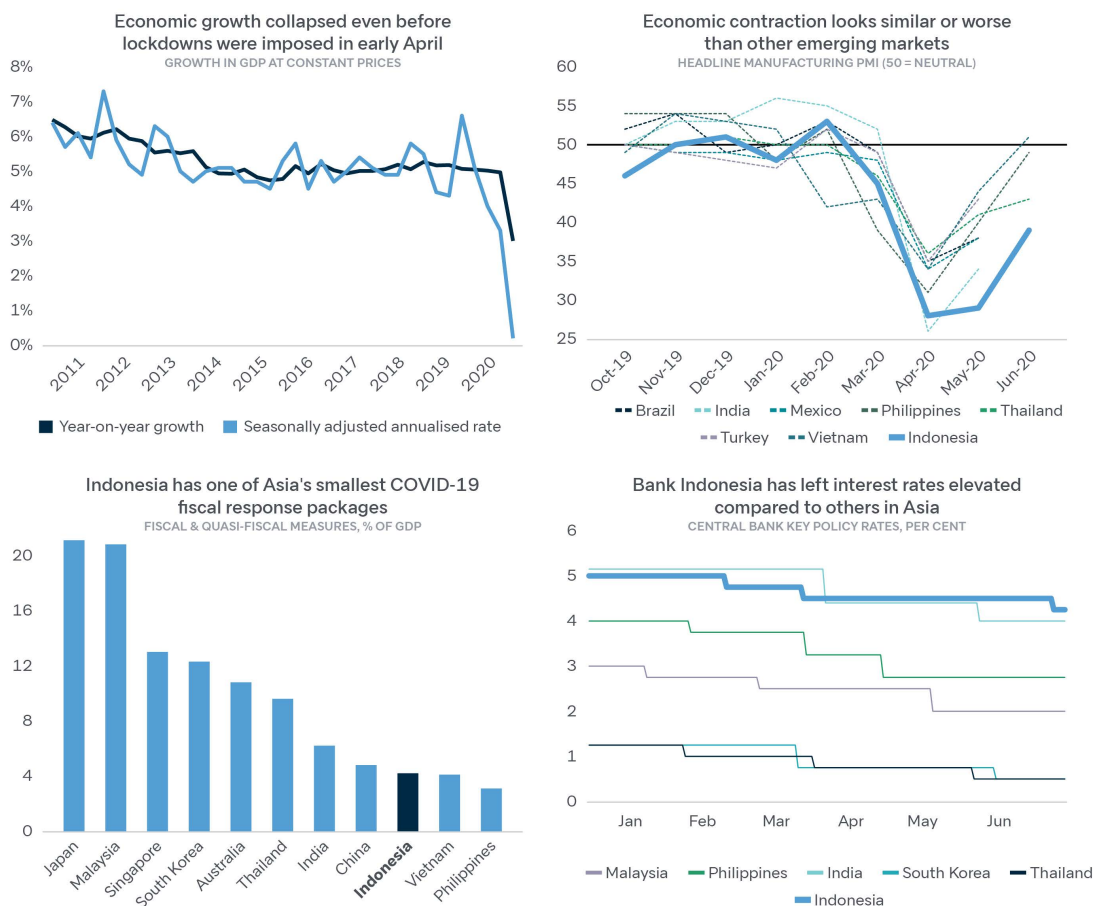 Economic growth collapsed even before
lockdowns were imposed in early April
GROWTH IN GDP AT CONSTANT PRICES
8%
7%
6%
5%
4%
3%
2%
1%
0%
2011
2012
2013
2014
2015
2016
2017
2018
2019
2020
Year-on-year growth
Seasonally adjusted annualised rate
Economic contraction looks similar or worse
than other emerging markets
HEADLINE MANUFACTURING PMI (50 = NEUTRAL)
60
55
50
45
40
35
30
25
Oct-19
Nov-19
Dec-19
Jan-20
Feb-20
Mar-20
Apr-20
May-20
Jun-20
Brazil
India
Mexico
Philippines
Thailand
Turkey
Vietnam
Indonesia
Indonesia has one of Asia's smallest COVID-19
fiscal response packages
FISCAL & QUASI-FISCAL MEASURES, % OF GDP
20
16
12
8
4
0
Japan
Malaysia
Singapore
South Korea
Australia
Thailand
India
China
Indonesia
Vietnam
Philippines
Bank Indonesia has left interest rates elevated
compared to others in Asia
CENTRAL BANK KEY POLICY RATES, PER CENT
6
5
4
3
2
1
0
Jan
Feb
Mar
Apr
May
Jun
Malaysia
Philippines
India
South Korea
Thailand
Indonesia